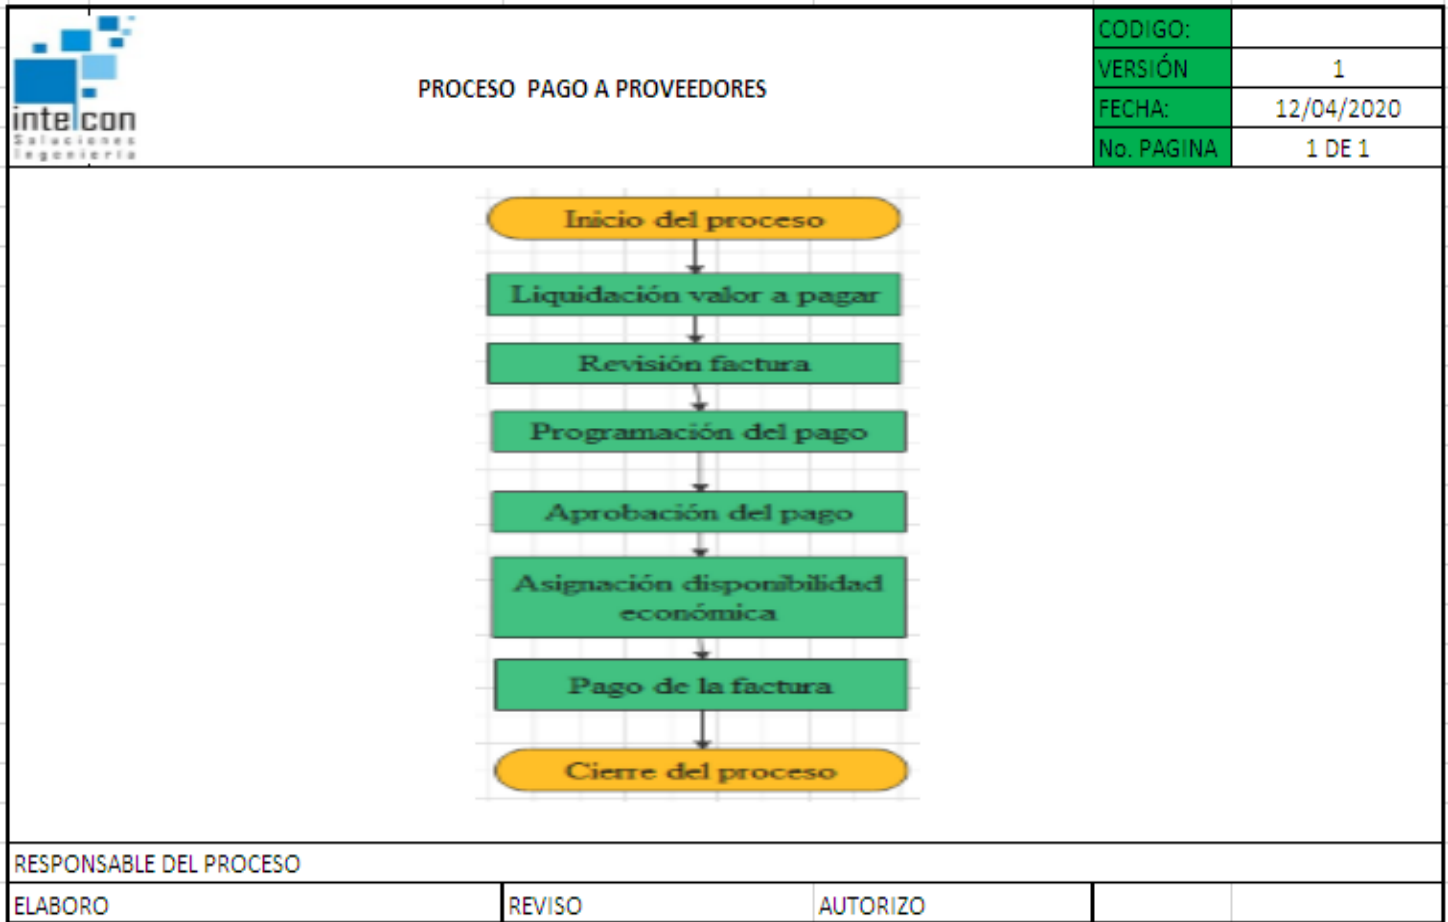 intelcon
Soluciones
Ingeniería
PROCESO PAGO A PROVEEDORES
CODIGO:
VERSIÓN 1
FECHA: 12/04/2020
No. PAGINA 1 DE 1
Inicio del proceso
Liquidación valor a pagar
Revisión factura
Programación del pago
Aprobación del pago
Asignación disponibilidad
económica
Pago de la factura
Cierre del proceso
RESPONSABLE DEL PROCESO
ELABORO REVISO AUTORIZO